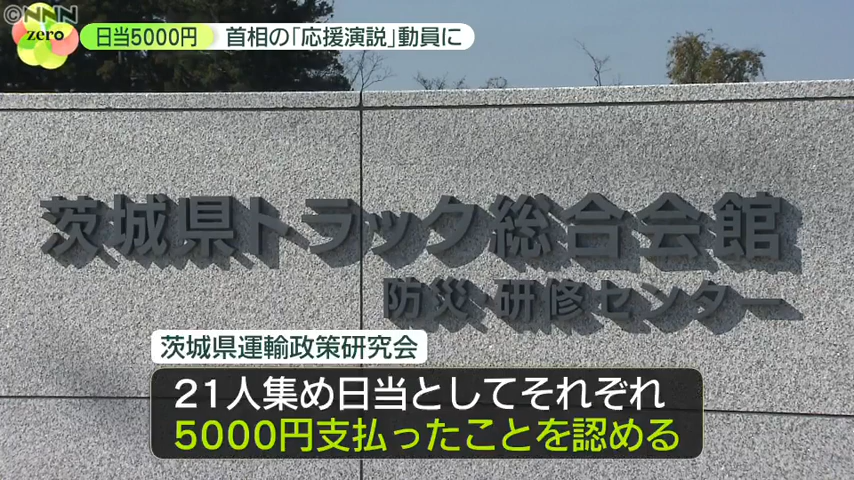 ©NNN
zero
日当5000円 首相の「応援演説」動員に
茨城県トラック総合会館
防災・研修センター
茨城県運輸政策研究会
21人集め日当としてそれぞれ
5000円支払ったことを認める